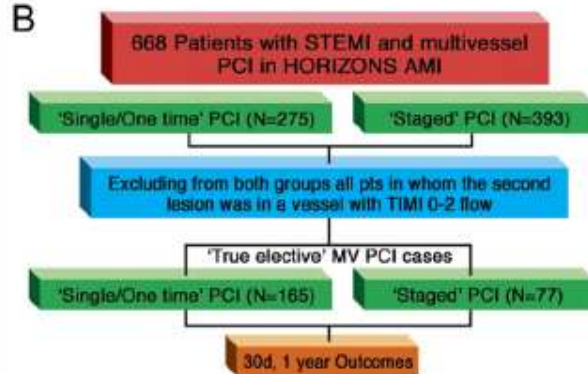 B
668 Patients with STEMI and multivessel
PCI in HORIZONS AMI
'Single/One time' PCI (N=275)
'Staged' PCI (N=393)
Excluding from both groups all pts in whom the second
lesion was in a vessel with TIMI 0-2 flow
'True elective' MV PCI cases
'Single/One time' PCI (N=165)
'Staged' PCI (N=77)
30d, 1 year Outcomes